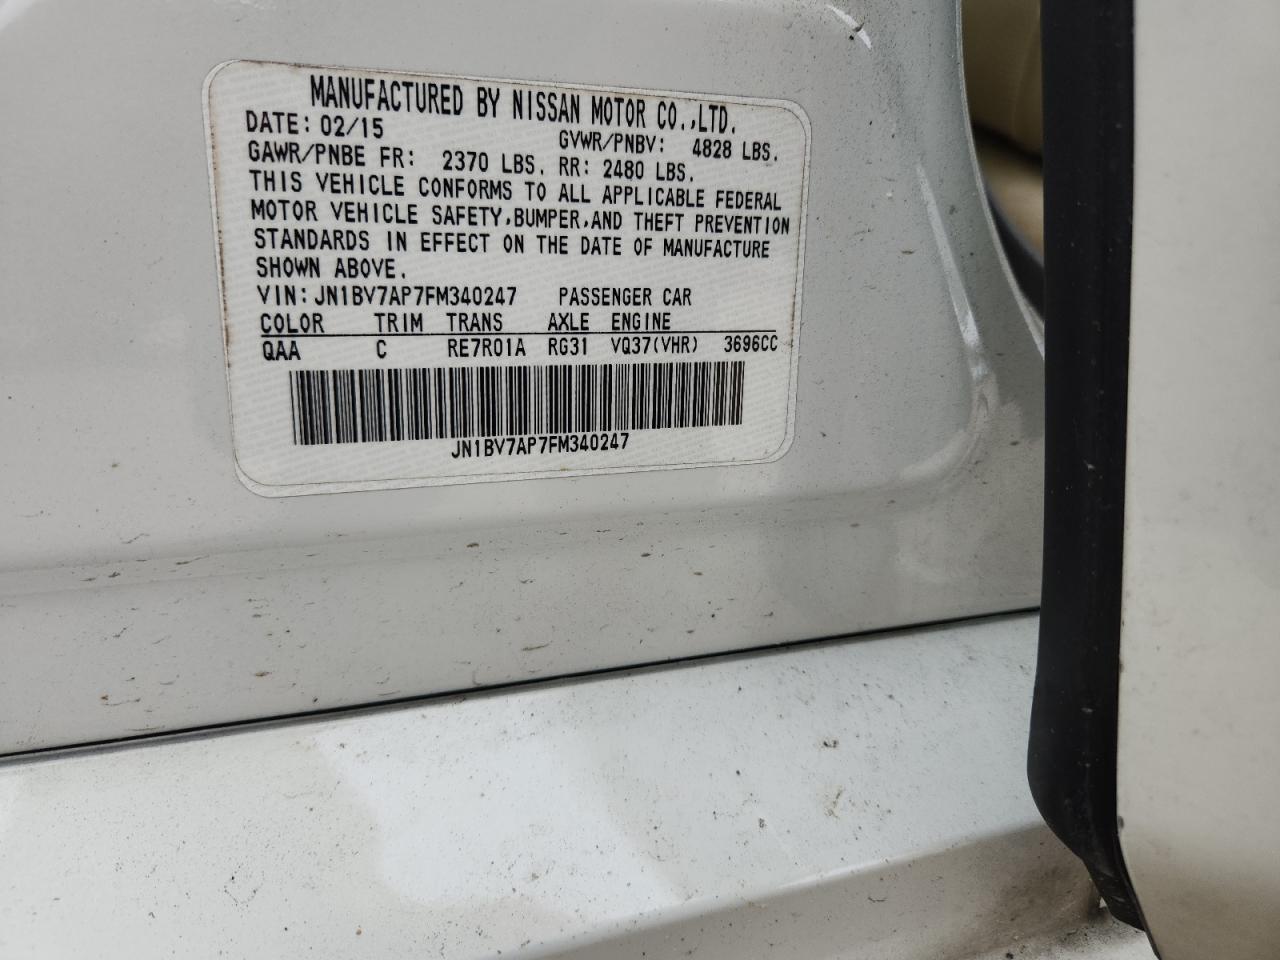 MANUFACTURED BY NISSAN MOTOR CO.,LTD.
DATE: 02/15 GVWR/PNBV: 4828 LBS.
GAWR/PNBE FR: 2370 LBS. RR: 2480 LBS.
THIS VEHICLE CONFORMS TO ALL APPLICABLE FEDERAL
MOTOR VEHICLE SAFETY,BUMPER,AND THEFT PREVENTION
STANDARDS IN EFFECT ON THE DATE OF MANUFACTURE
SHOWN ABOVE.
VIN: JN1BV7AP7FM340247 PASSENGER CAR
COLOR TRIM TRANS AXLE ENGINE
QAA C RE7R01A RG31 VQ37(VHR) 3696CC
JN1BV7AP7FM340247